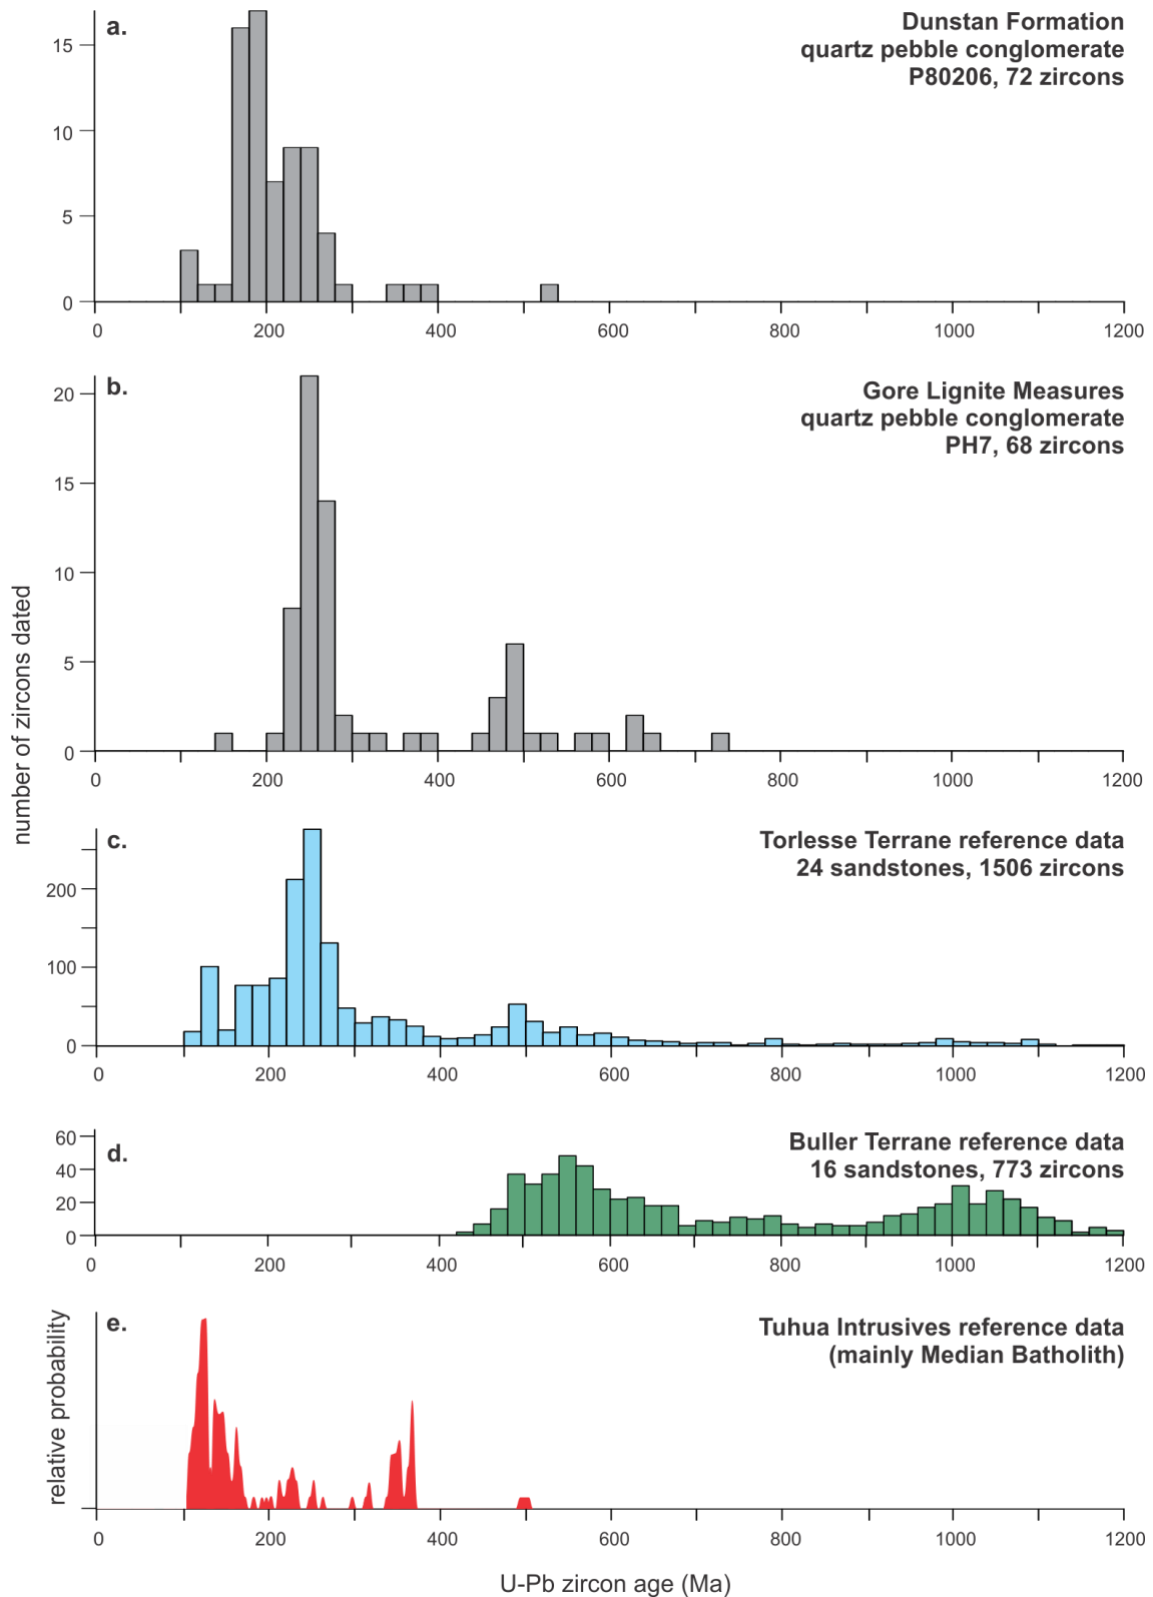 a.
Dunstan Formation
quartz pebble conglomerate
P80206, 72 zircons
15
10
5
0
0 200 400 600 800 1000 1200
b.
Gore Lignite Measures
quartz pebble conglomerate
PH7, 68 zircons
20
15
10
5
0
0 200 400 600 800 1000 1200
number of zircons dated
c.
Torlesse Terrane reference data
24 sandstones, 1506 zircons
200
100
0
0 200 400 600 800 1000 1200
d.
Buller Terrane reference data
16 sandstones, 773 zircons
60
40
20
0
0 200 400 600 800 1000 1200
e.
Tuhua Intrusives reference data
(mainly Median Batholith)
relative probability
0 200 400 600 800 1000 1200
U-Pb zircon age (Ma)